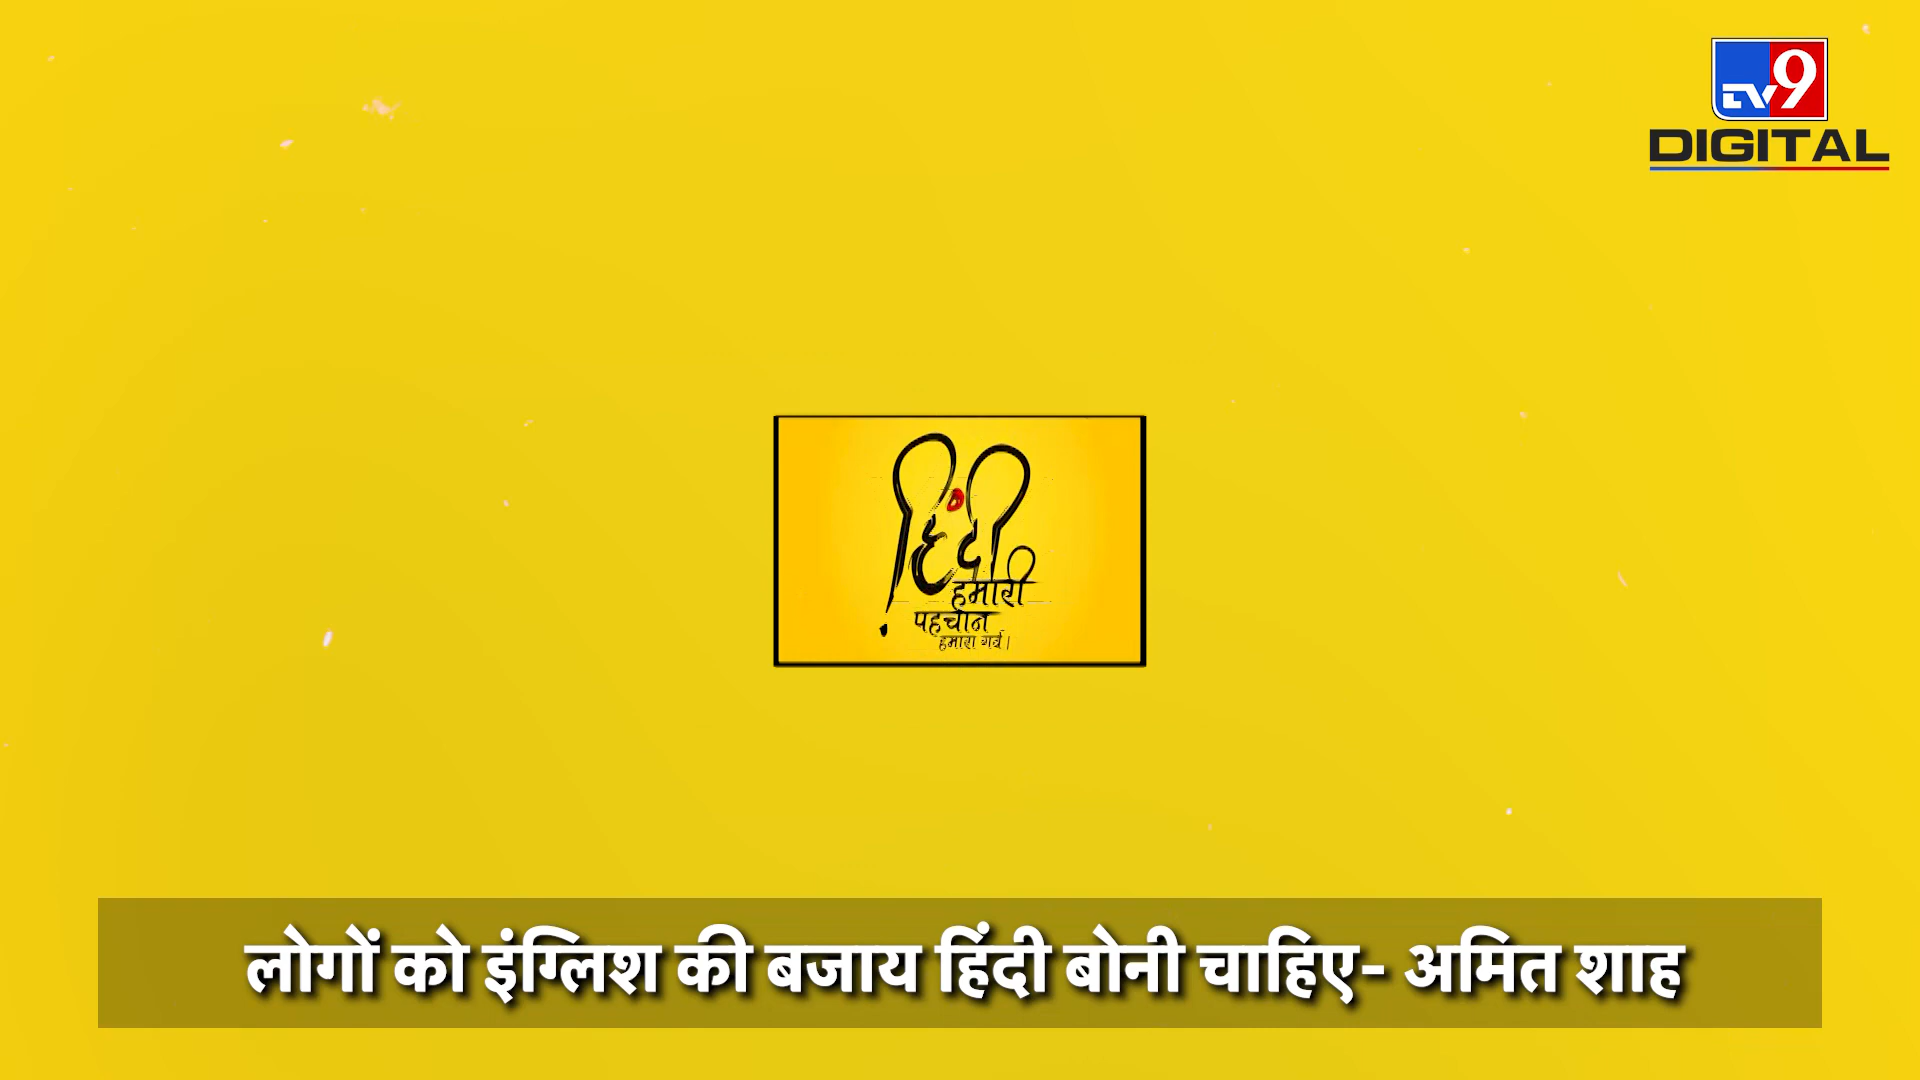 TV9
DIGITAL
हिंदी
हमारी
पहचान
हमारा गर्व।
लोगों को इंग्लिश की बजाय हिंदी बोनी चाहिए- अमित शाह